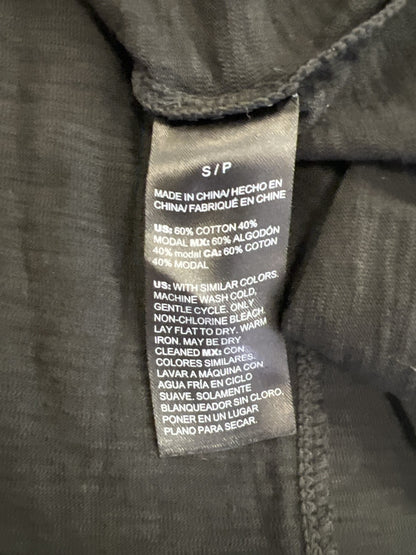 S / P
MADE IN CHINA/ HECHO EN
CHINA/ FABRIQUÉ EN CHINE
US: 60% COTTON 40%
MODAL MX: 60% ALGODÓN
40% modal CA: 60% COTON
40% MODAL
US: WITH SIMILAR COLORS.
MACHINE WASH COLD,
GENTLE CYCLE. ONLY
NON-CHLORINE BLEACH.
LAY FLAT TO DRY. WARM
IRON. MAY BE DRY
CLEANED MX: CON
COLORES SIMILARES.
LAVAR A MÁQUINA CON
AGUA FRÍA EN CICLO
SUAVE. SOLAMENTE
BLANQUEADOR SIN CLORO.
PONER EN UN LUGAR
PLANO PARA SECAR.